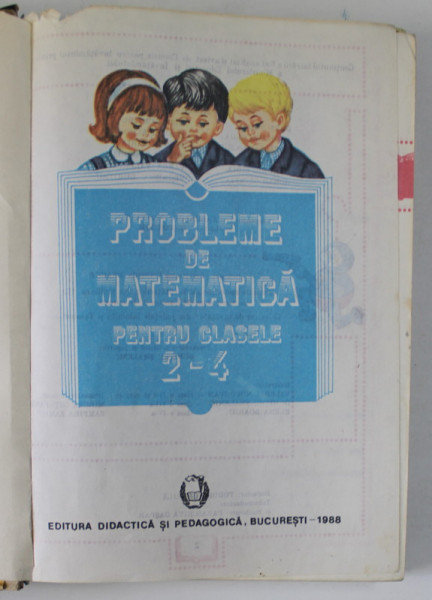 PROBLEME
DE
MATEMATICĂ
PENTRU CLASELE
2-4
EDITURA DIDACTICĂ ȘI PEDAGOGICĂ, BUCUREȘTI-1988